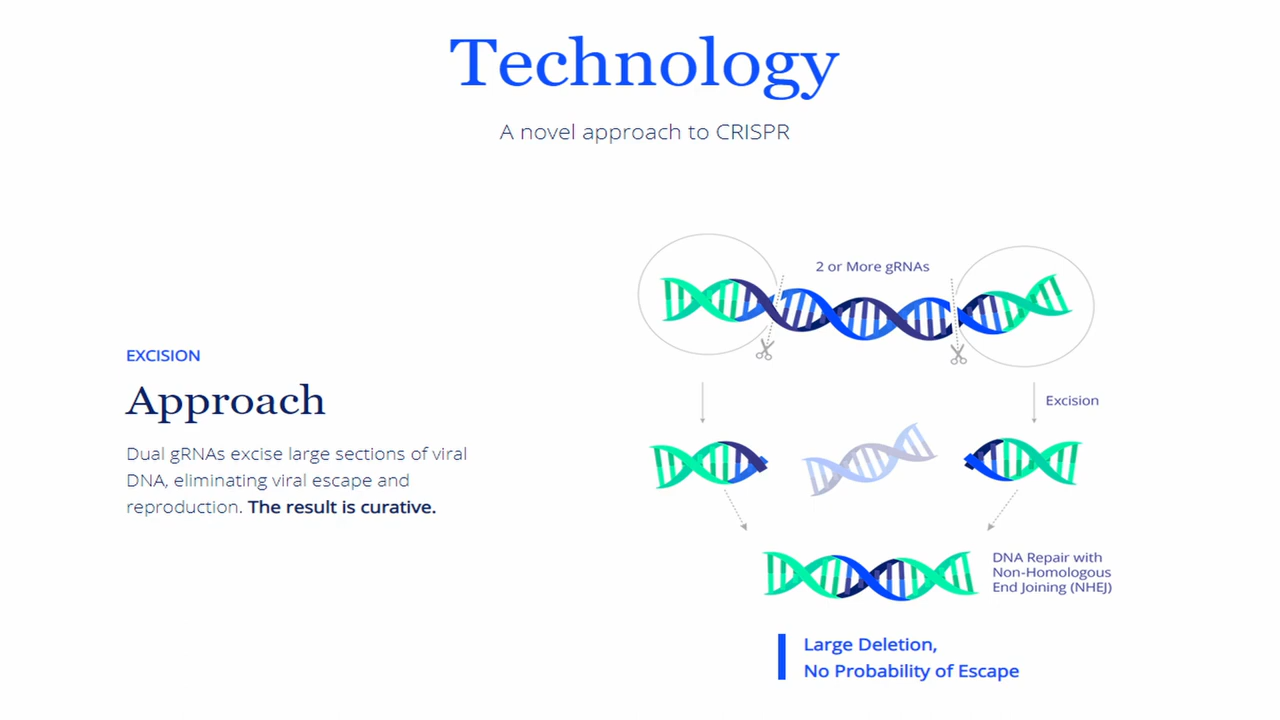 Technology
A novel approach to CRISPR
2 or More gRNAs
EXCISION
Approach
Dual gRNAs excise large sections of viral
DNA, eliminating viral escape and
reproduction. The result is curative.
Excision
DNA Repair with
Non-Homologous
End Joining (NHEJ)
Large Deletion,
No Probability of Escape